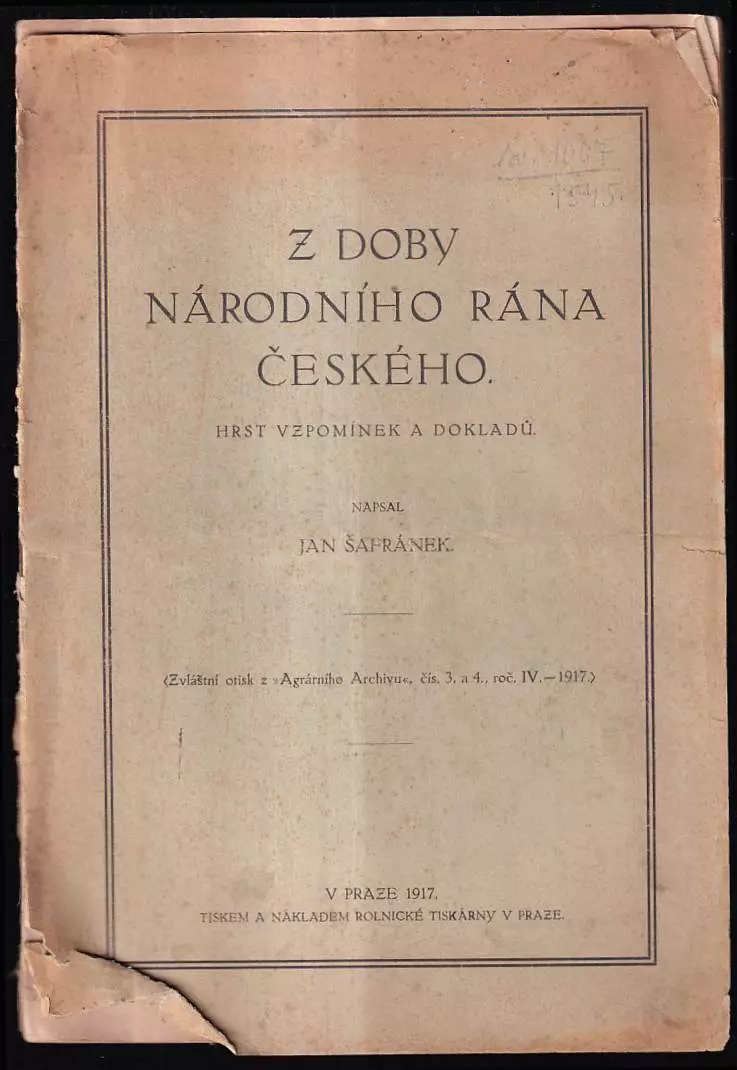 Z DOBY
NÁRODNÍHO RÁNA
ČESKÉHO.
HRST VZPOMÍNEK A DOKLADŮ.
NAPSAL
JAN ŠAFRÁNEK.
(Zvláštní otisk z »Agrárního Archivu«, čís. 3. a 4., roč. IV.—1917.)
V PRAZE 1917.
TISKEM A NÁKLADEM ROLNICKÉ TISKÁRNY V PRAZE.